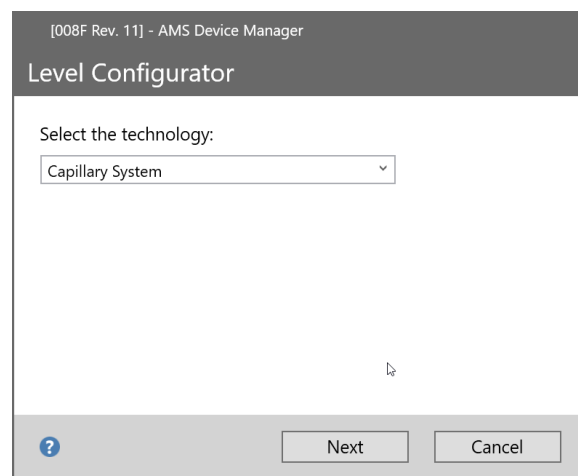 [008F Rev. 11] - AMS Device Manager
Level Configurator
Select the technology:
Capillary System
?
Next
Cancel